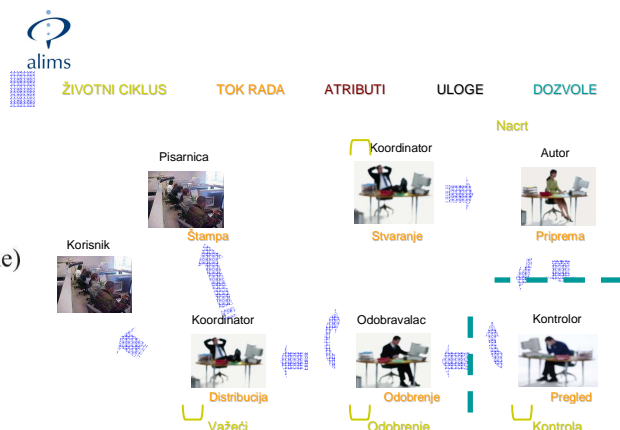 alims
ŽIVOTNI CIKLUS TOK RADA ATRIBUTI ULOGE DOZVOLE
Nacrt
Koordinator
Autor
Pisarnica
Štampa
Stvaranje
Priprema
Korisnik
e)
Koordinator
Odobravalac
Kontrolor
Distribucija
Odobrenje
Pregled
Važeći
Odobrenje
Kontrola